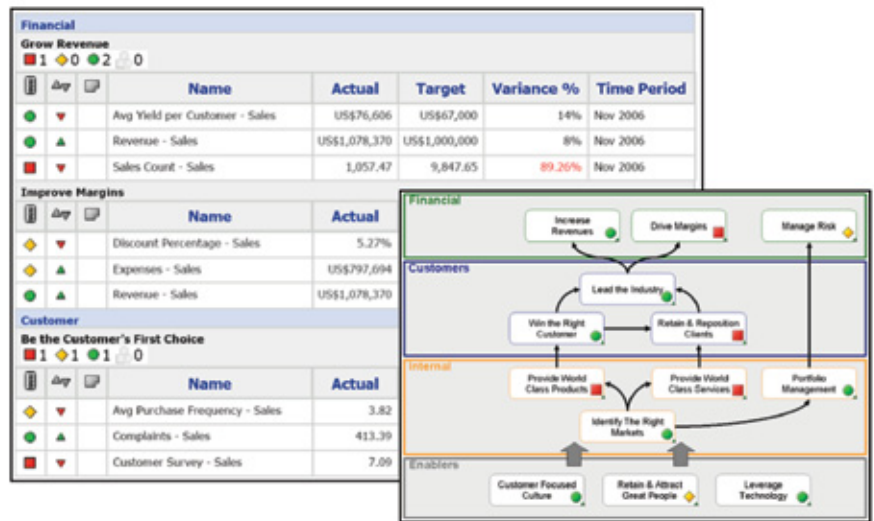 Financial
Grow Revenue
1 0 2 0
Name Actual Target Variance % Time Period
Avg Yield per Customer - Sales US$76,606 US$67,000 14% Nov 2006
Revenue - Sales US$1,078,370 US$1,000,000 8% Nov 2006
Sales Count - Sales 1,057.47 9,847.65 89.26% Nov 2006
Improve Margins
Name Actual
Discount Percentage - Sales 5.27%
Expenses - Sales US$797,694
Revenue - Sales US$1,078,370
Customer
Be the Customer's First Choice
1 1 1 0
Name Actual
Avg Purchase Frequency - Sales 3.82
Complaints - Sales 413.39
Customer Survey - Sales 7.09
Financial
Increase
Revenues
Drive Margins
Manage Risk
Customers
Lead the Industry
Win the Right
Customer
Retain & Reposition
Clients
Internal
Provide World
Class Products
Provide World
Class Services
Portfolio
Management
Identify The Right
Markets
Enablers
Customer Focused
Culture
Retain & Attract
Great People
Leverage
Technology